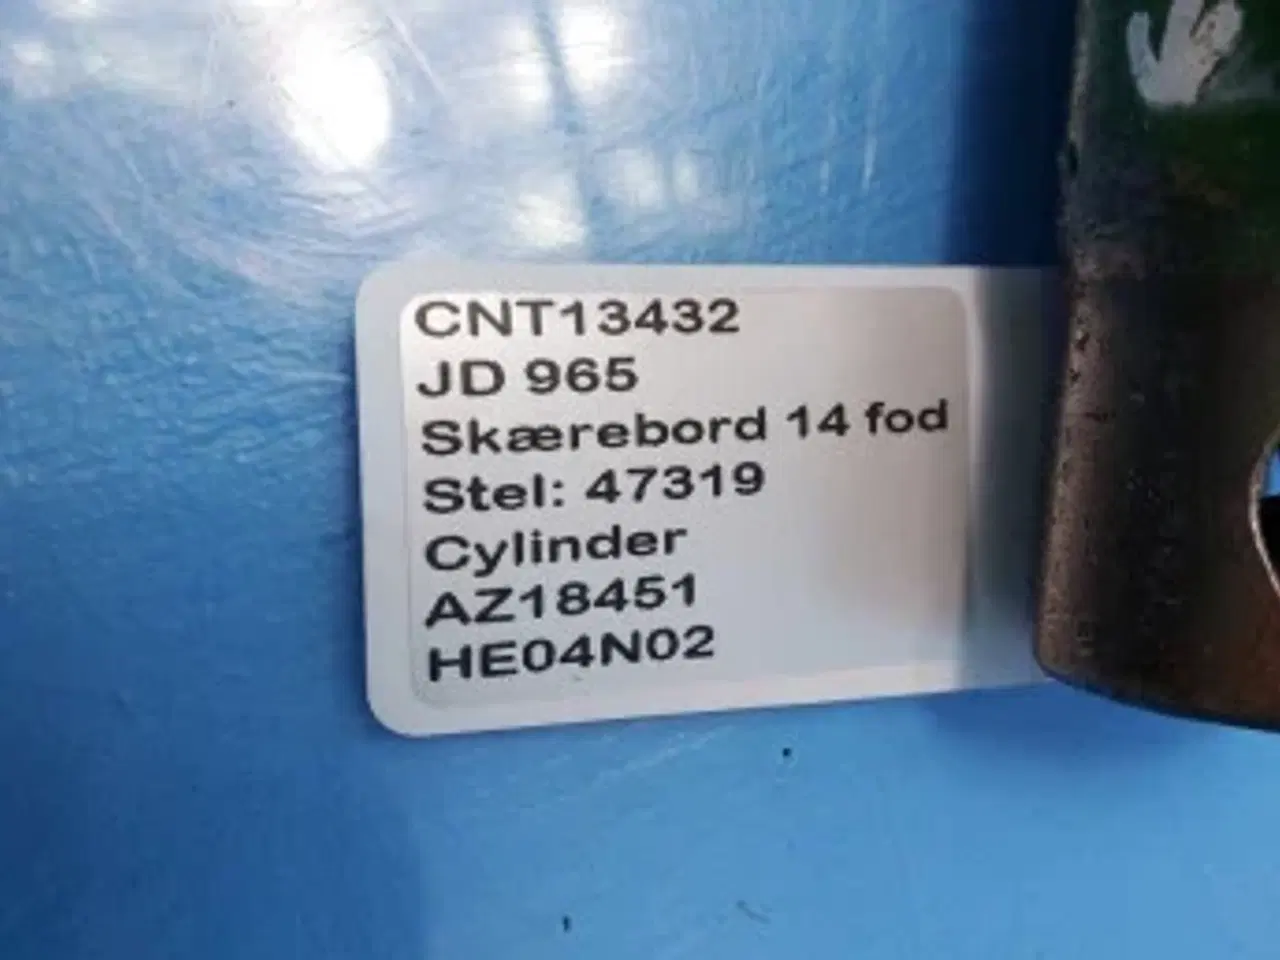 CNT13432
JD 965
Skærebord 14 fod
Stel: 47319
Cylinder
AZ18451
HE04N02